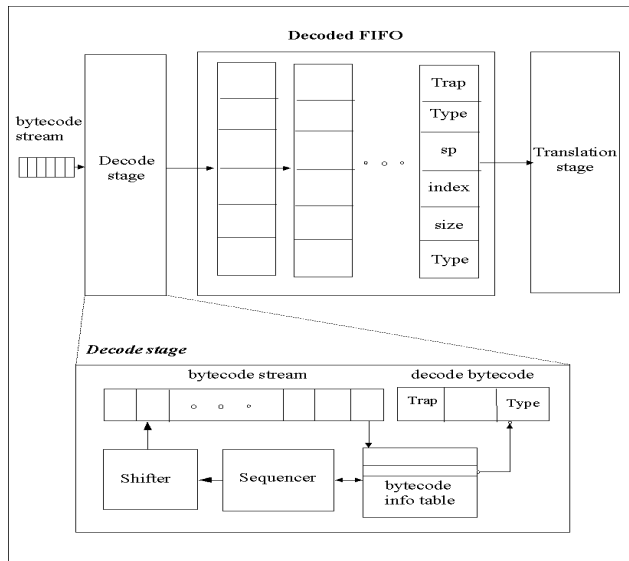 Decoded FIFO
bytecode
stream
Decode
stage
Trap
Type
sp
index
size
Type
Translation
stage
Decode stage
bytecode stream
decode bytecode
Trap
Type
Shifter
Sequencer
bytecode
info table